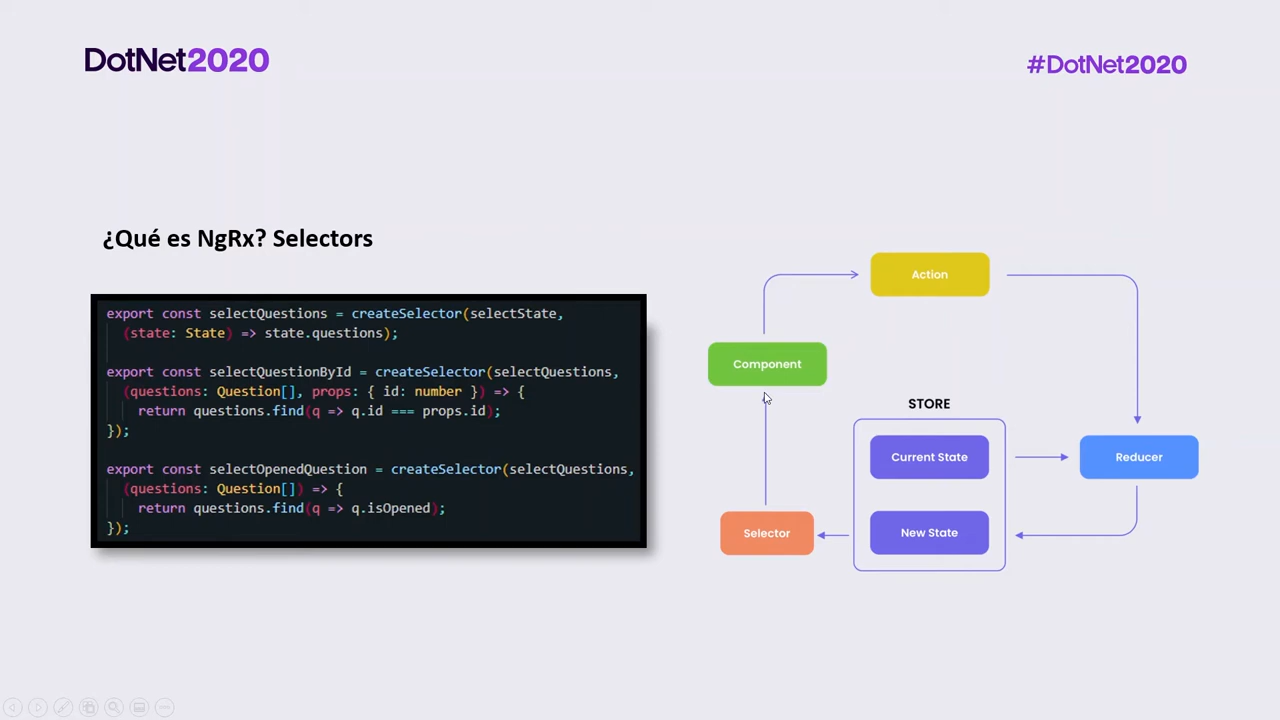 DotNet2020
#DotNet2020
¿Qué es NgRx? Selectors
export const selectQuestions = createSelector(selectState,
(state: State) => state.questions);
export const selectQuestionById = createSelector(selectQuestions,
(questions: Question[], props: { id: number }) => {
return questions.find(q => q.id === props.id);
});
export const selectOpenedQuestion = createSelector(selectQuestions,
(questions: Question[]) => {
return questions.find(q => q.isOpened);
});
Action
Component
STORE
Current State
Reducer
Selector
New State